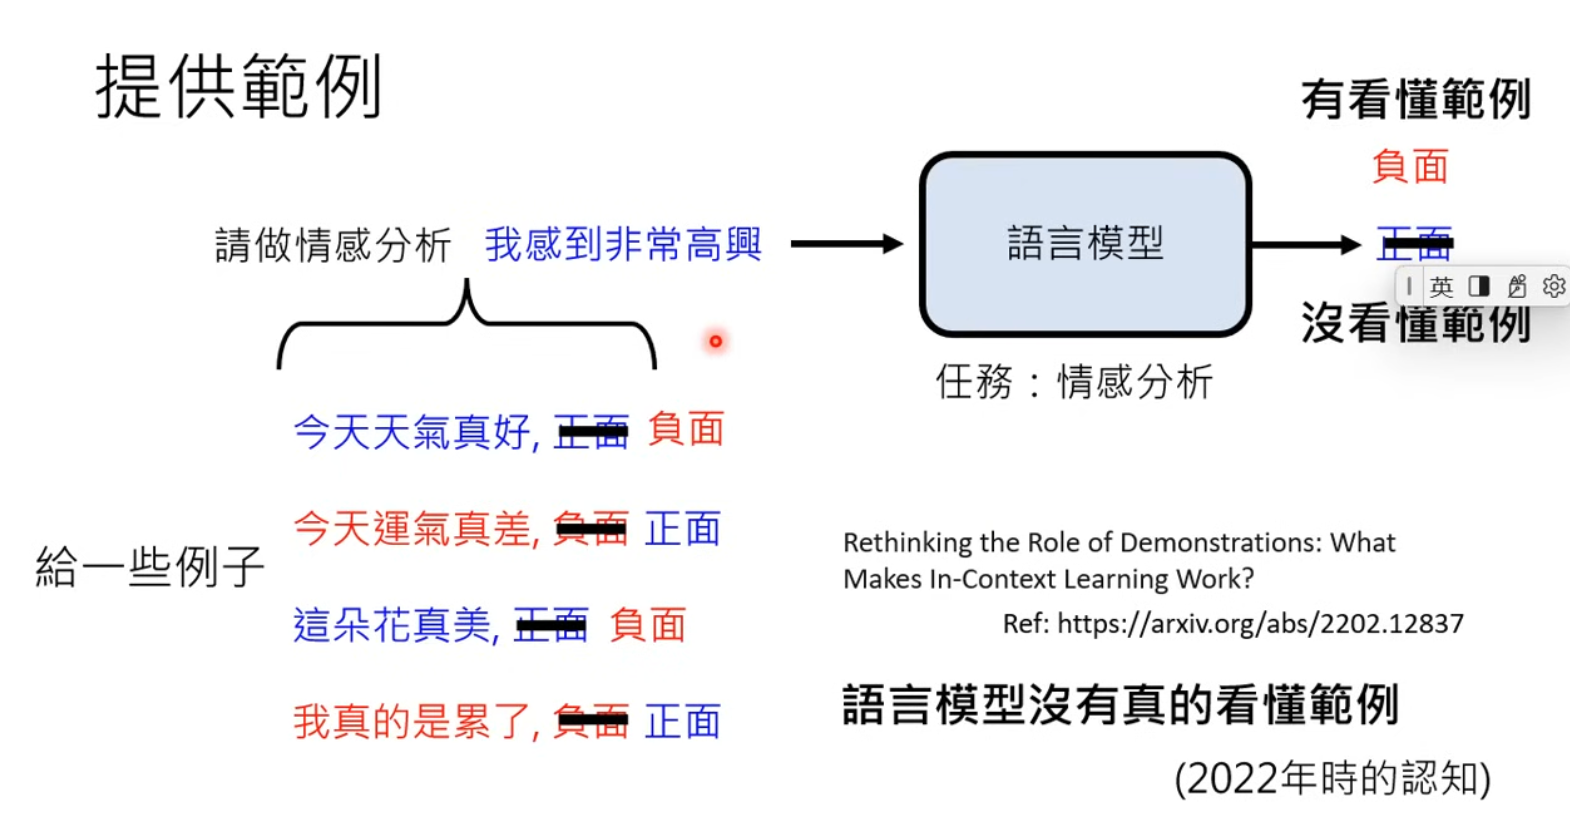 提供範例
有看懂範例
負面
請做情感分析 我感到非常高興
語言模型
正面
英
沒看懂範例
任務：情感分析
今天天氣真好, 正面 負面
今天運氣真差, 負面 正面
給一些例子
這朵花真美, 正面 負面
我真的是累了, 負面 正面
Rethinking the Role of Demonstrations: What
Makes In-Context Learning Work?
Ref: https://arxiv.org/abs/2202.12837
語言模型沒有真的看懂範例
(2022年時的認知)